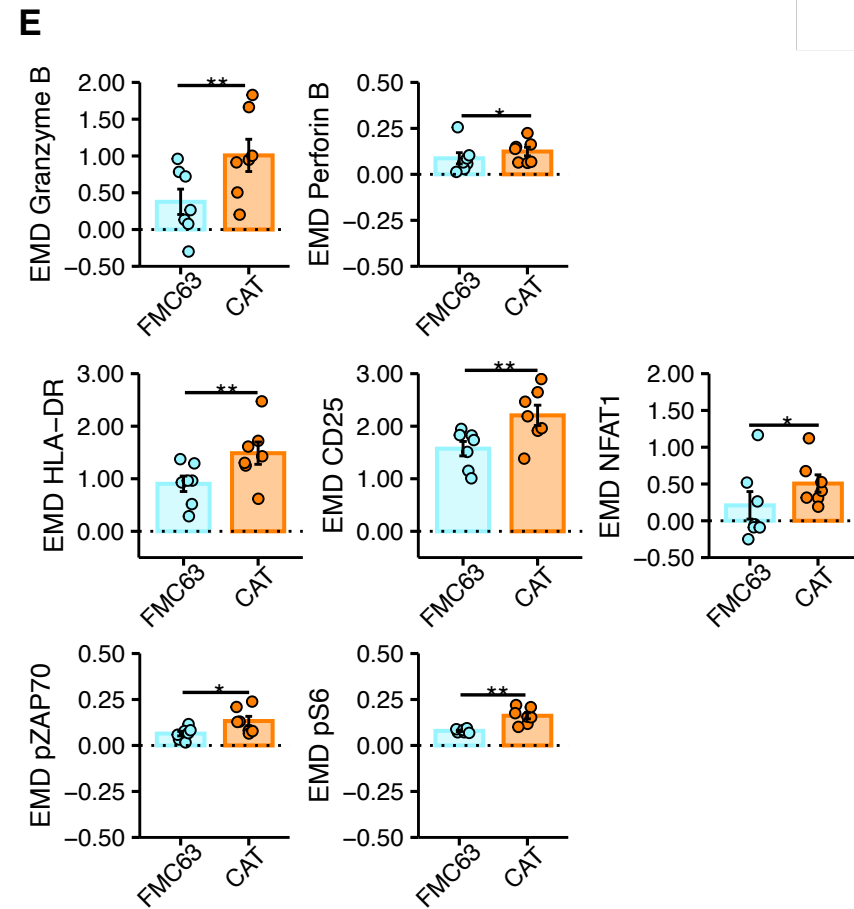 E
EMD Granzyme B
2.00
1.50
1.00
0.50
0.00
−0.50
**
FMC63
CAT
EMD Perforin B
0.50
0.25
0.00
−0.25
−0.50
*
FMC63
CAT
EMD HLA−DR
3.00
2.00
1.00
0.00
**
FMC63
CAT
EMD CD25
3.00
2.00
1.00
0.00
**
FMC63
CAT
EMD NFAT1
2.00
1.50
1.00
0.50
0.00
−0.50
*
FMC63
CAT
EMD pZAP70
0.50
0.25
0.00
−0.25
−0.50
*
FMC63
CAT
EMD pS6
0.50
0.25
0.00
−0.25
−0.50
**
FMC63
CAT